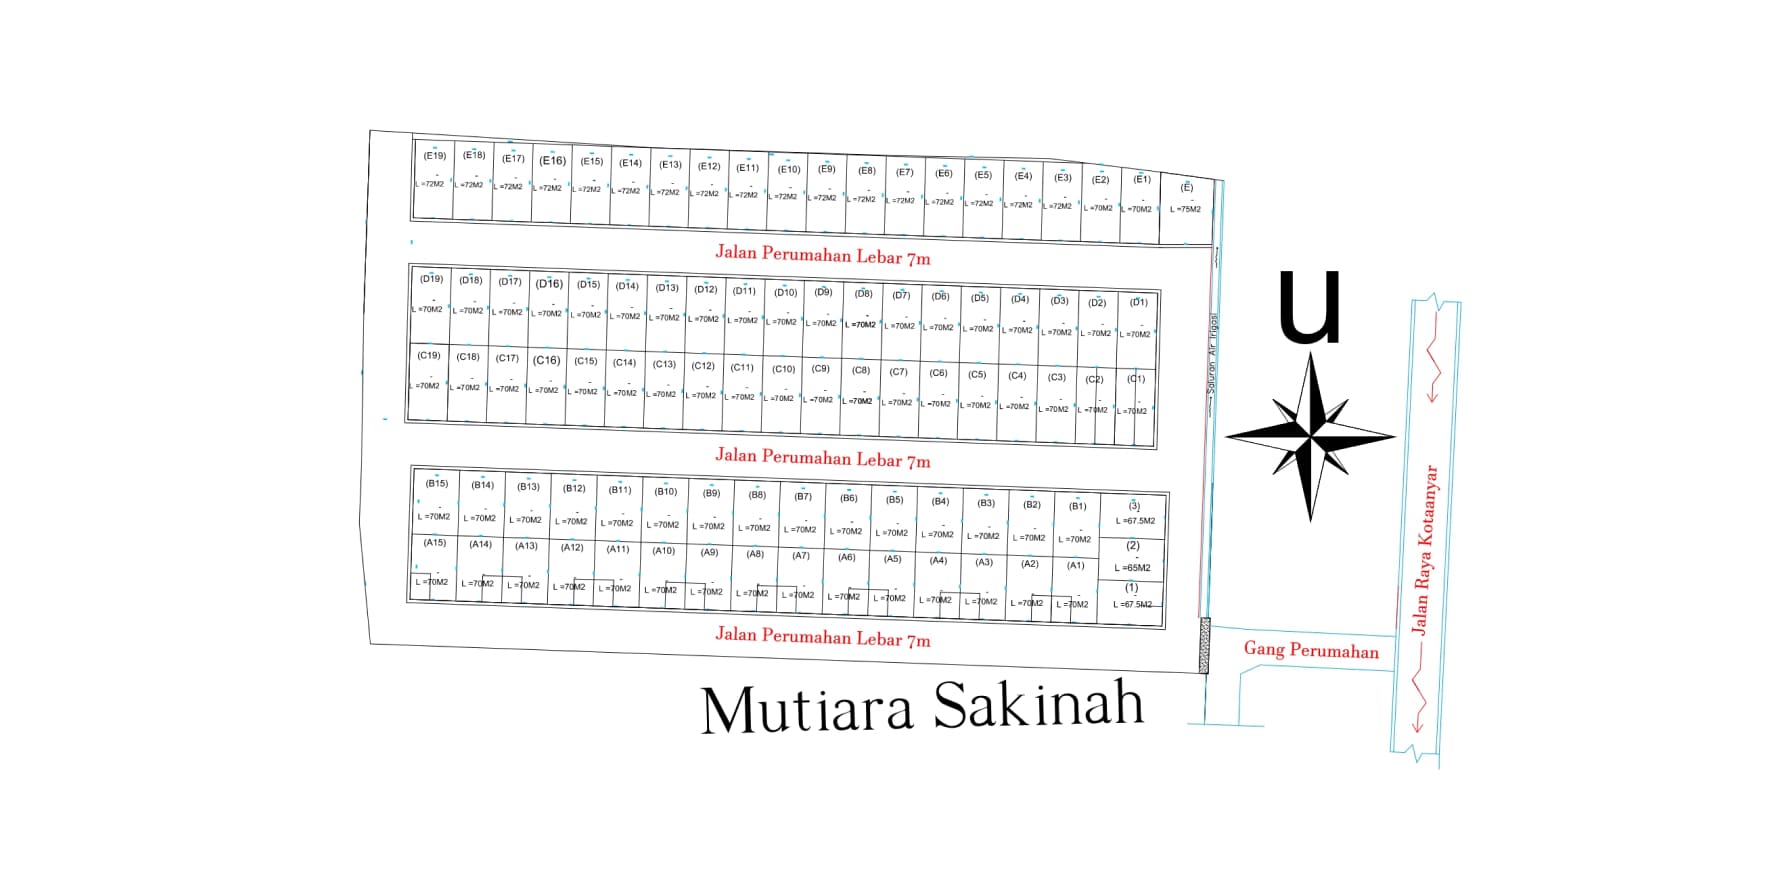 (E19) (E18) (E17) (E16) (E15) (E14) (E13) (E12) (E11) (E10) (E9) (E8) (E7) (E6) (E5) (E4) (E3) (E2) (E1) (E)
L =72M2 L =72M2 L =72M2 L =72M2 L =72M2 L =72M2 L =72M2 L =72M2 L =72M2 L =72M2 L =72M2 L =72M2 L =72M2 L =72M2 L =72M2 L =72M2 L =72M2 L =70M2 L =70M2 L =75M2
Jalan Perumahan Lebar 7m
(D19) (D18) (D17) (D16) (D15) (D14) (D13) (D12) (D11) (D10) (D9) (D8) (D7) (D6) (D5) (D4) (D3) (D2) (D1)
L =70M2 L =70M2 L =70M2 L =70M2 L =70M2 L =70M2 L =70M2 L =70M2 L =70M2 L =70M2 L =70M2 L =70M2 L =70M2 L =70M2 L =70M2 L =70M2 L =70M2 L =70M2 L =70M2
(C19) (C18) (C17) (C16) (C15) (C14) (C13) (C12) (C11) (C10) (C9) (C8) (C7) (C6) (C5) (C4) (C3) (C2) (C1)
L =70M2 L =70M2 L =70M2 L =70M2 L =70M2 L =70M2 L =70M2 L =70M2 L =70M2 L =70M2 L =70M2 L =70M2 L =70M2 L =70M2 L =70M2 L =70M2 L =70M2 L =70M2 L =70M2
Jalan Perumahan Lebar 7m
(B15) (B14) (B13) (B12) (B11) (B10) (B9) (B8) (B7) (B6) (B5) (B4) (B3) (B2) (B1) (3)
L =67.5M2
L =70M2 L =70M2 L =70M2 L =70M2 L =70M2 L =70M2 L =70M2 L =70M2 L =70M2 L =70M2 L =70M2 L =70M2 L =70M2 L =70M2 L =70M2
(2)
L =65M2
(A15) (A14) (A13) (A12) (A11) (A10) (A9) (A8) (A7) (A6) (A5) (A4) (A3) (A2) (A1)
(1)
L =67.5M2
L =70M2 L =70M2 L =70M2 L =70M2 L =70M2 L =70M2 L =70M2 L =70M2 L =70M2 L =70M2 L =70M2 L =70M2 L =70M2 L =70M2 L =70M2
Jalan Perumahan Lebar 7m
Mutiara Sakinah
Saluran Air Irigasi
U
Gang Perumahan
Jalan Raya Kotaanyar